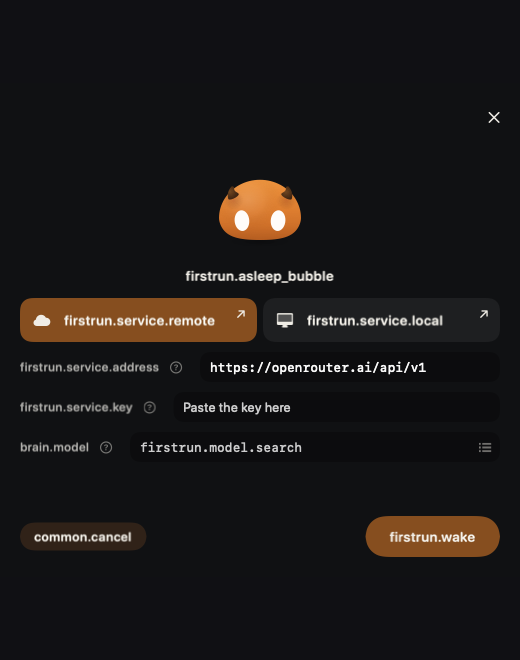 firstrun.asleep_bubble
firstrun.service.remote
firstrun.service.local
firstrun.service.address
https://openrouter.ai/api/v1
firstrun.service.key
Paste the key here
brain.model
firstrun.model.search
common.cancel
firstrun.wake